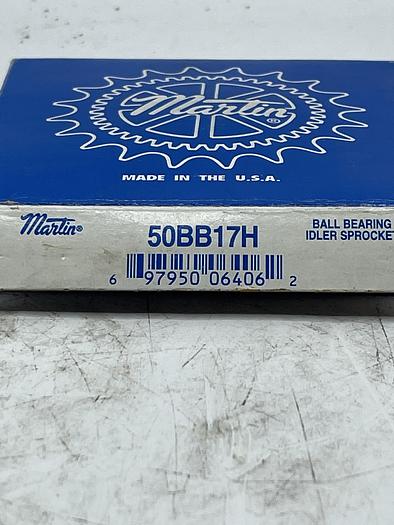 Martin®
MADE IN THE U.S.A.
Martin®
50BB17H
BALL BEARING
IDLER SPROCKET
6 97950 06406 2